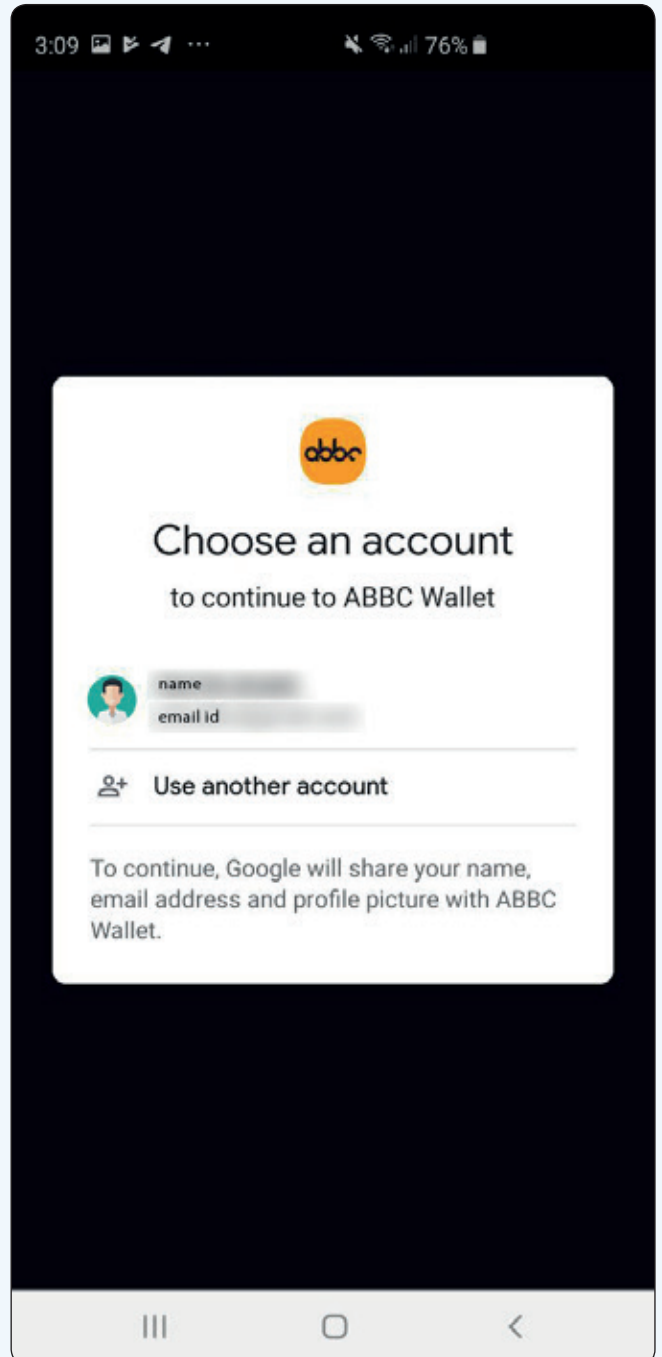 3:09 76%
abbc
Choose an account
to continue to ABBC Wallet
name
email id
Use another account
To continue, Google will share your name,
email address and profile picture with ABBC
Wallet.